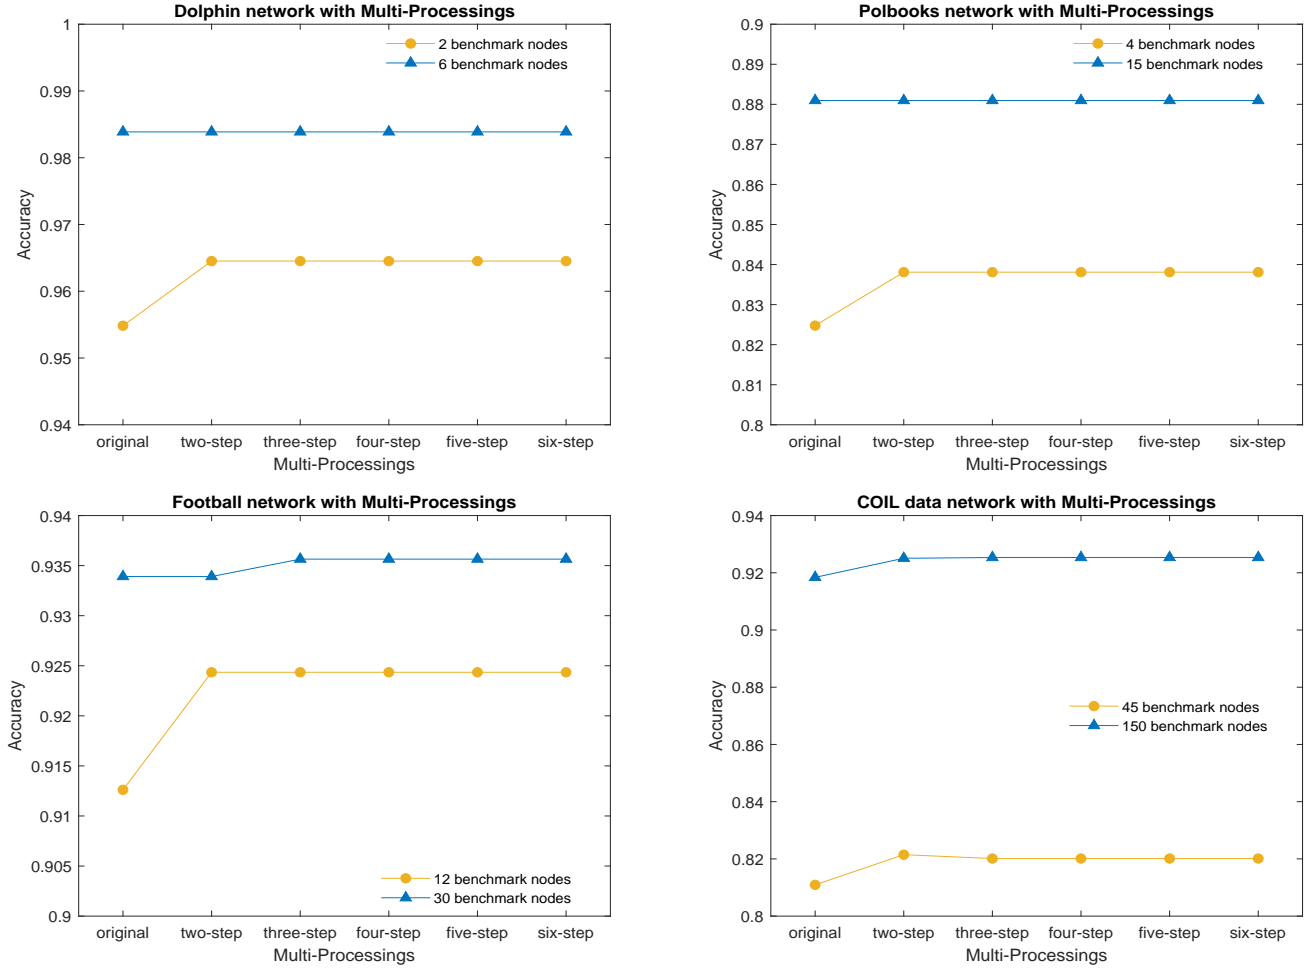 Dolphin network with Multi-Processings
1
0.99
0.98
0.97
0.96
0.95
0.94
Accuracy
2 benchmark nodes
6 benchmark nodes
original two-step three-step four-step five-step six-step
Multi-Processings
Polbooks network with Multi-Processings
0.9
0.89
0.88
0.87
0.86
0.85
0.84
0.83
0.82
0.81
0.8
Accuracy
4 benchmark nodes
15 benchmark nodes
original two-step three-step four-step five-step six-step
Multi-Processings
Football network with Multi-Processings
0.94
0.935
0.93
0.925
0.92
0.915
0.91
0.905
0.9
Accuracy
12 benchmark nodes
30 benchmark nodes
original two-step three-step four-step five-step six-step
Multi-Processings
COIL data network with Multi-Processings
0.94
0.92
0.9
0.88
0.86
0.84
0.82
0.8
Accuracy
45 benchmark nodes
150 benchmark nodes
original two-step three-step four-step five-step six-step
Multi-Processings